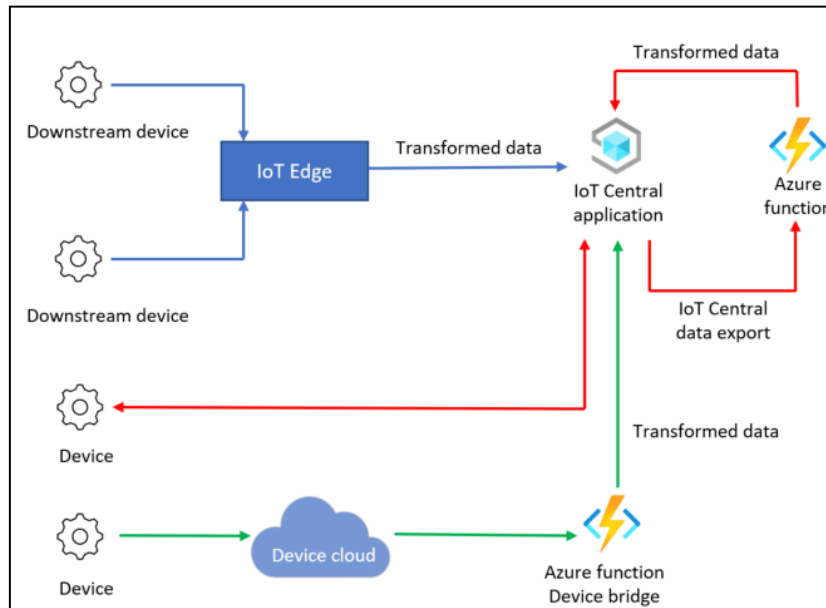 Transformed data
Downstream device
IoT Edge
Transformed data
IoT Central
application
Azure
function
Downstream device
IoT Central
data export
Device
Transformed data
Device cloud
Device
Azure function
Device bridge